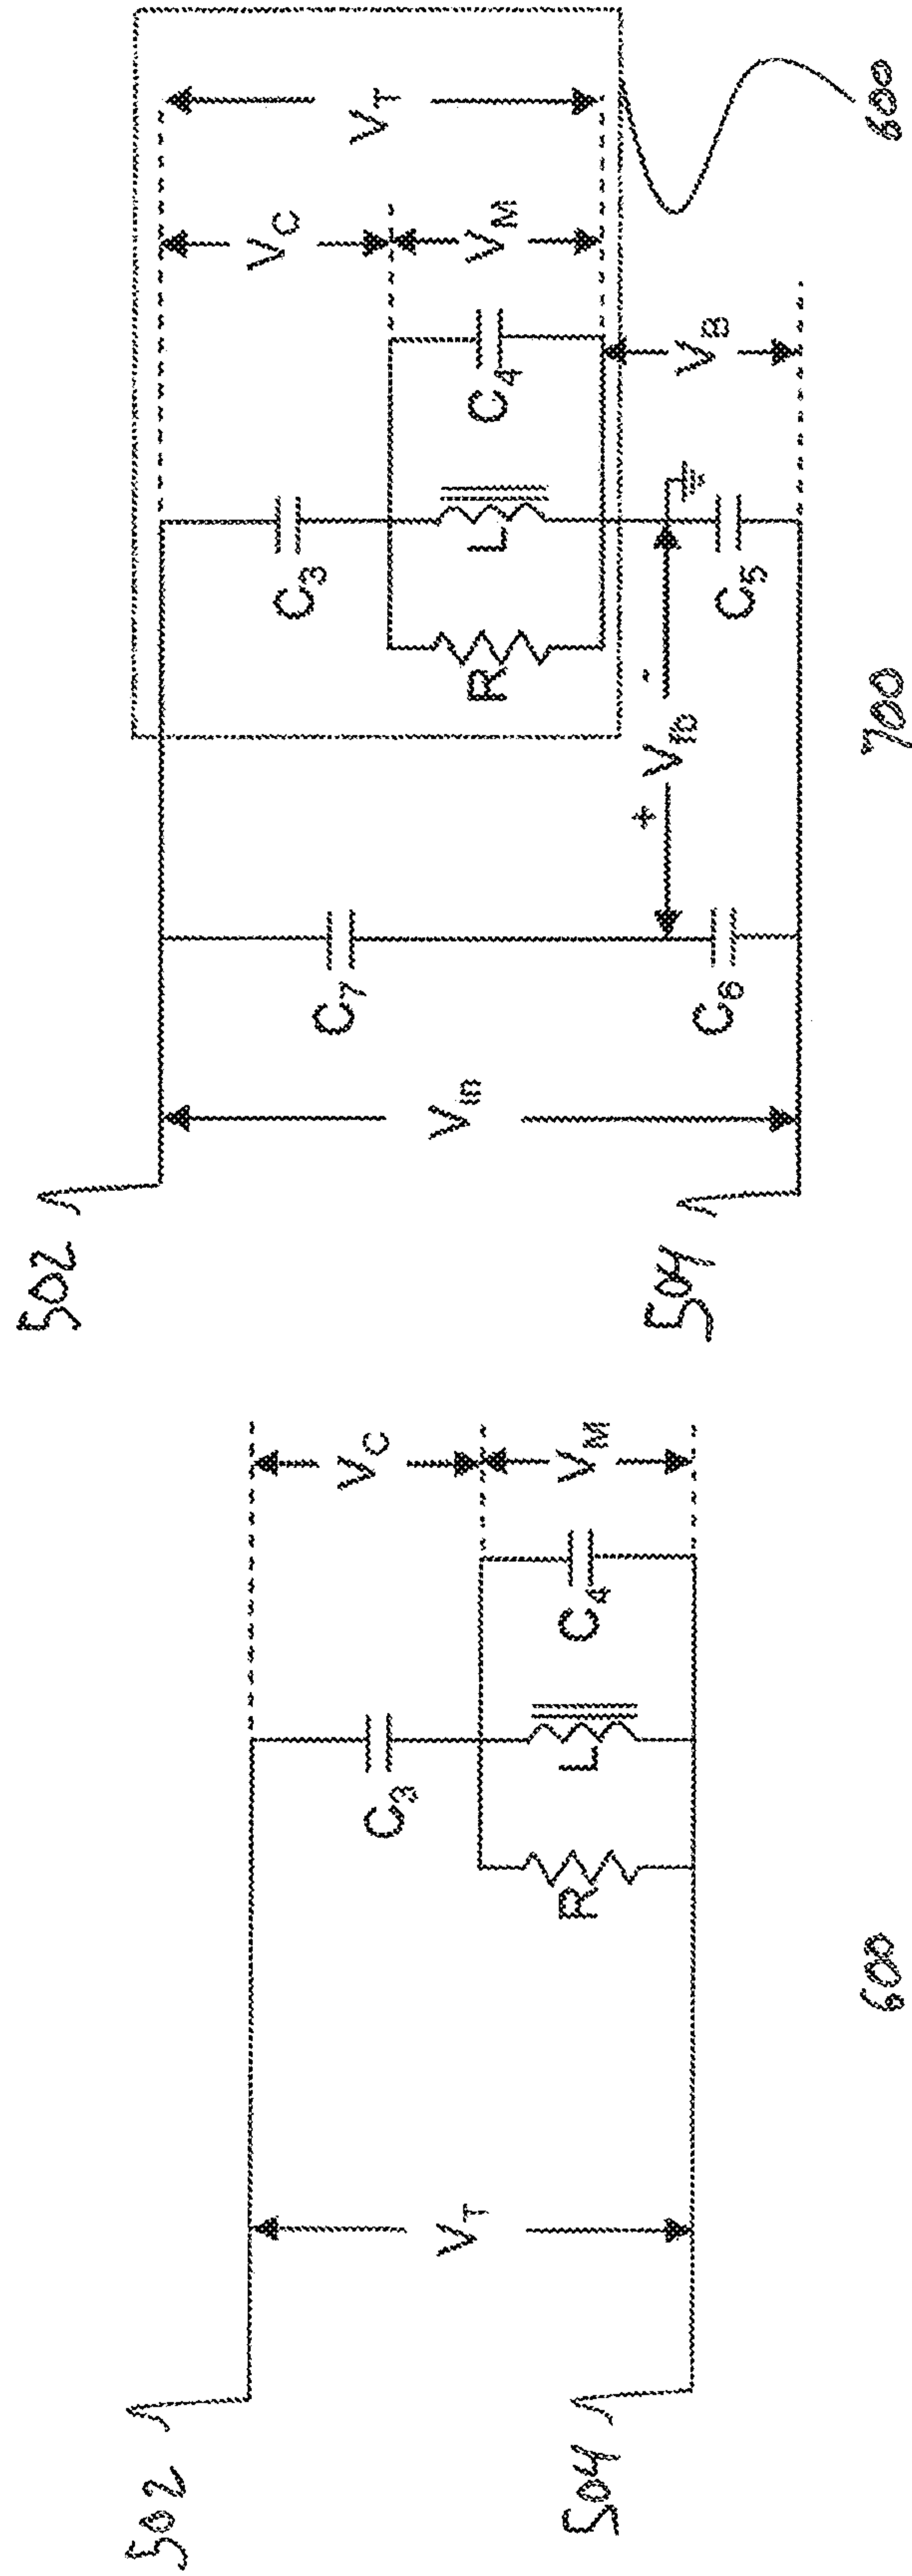 502
504
V_T
R
L
C_3
C_4
V_C
V_M
600
502
504
V_in
C_7
C_6
+ V_fb -
R
L
C_3
C_4
C_5
V_C
V_M
V_B
V_T
600
700